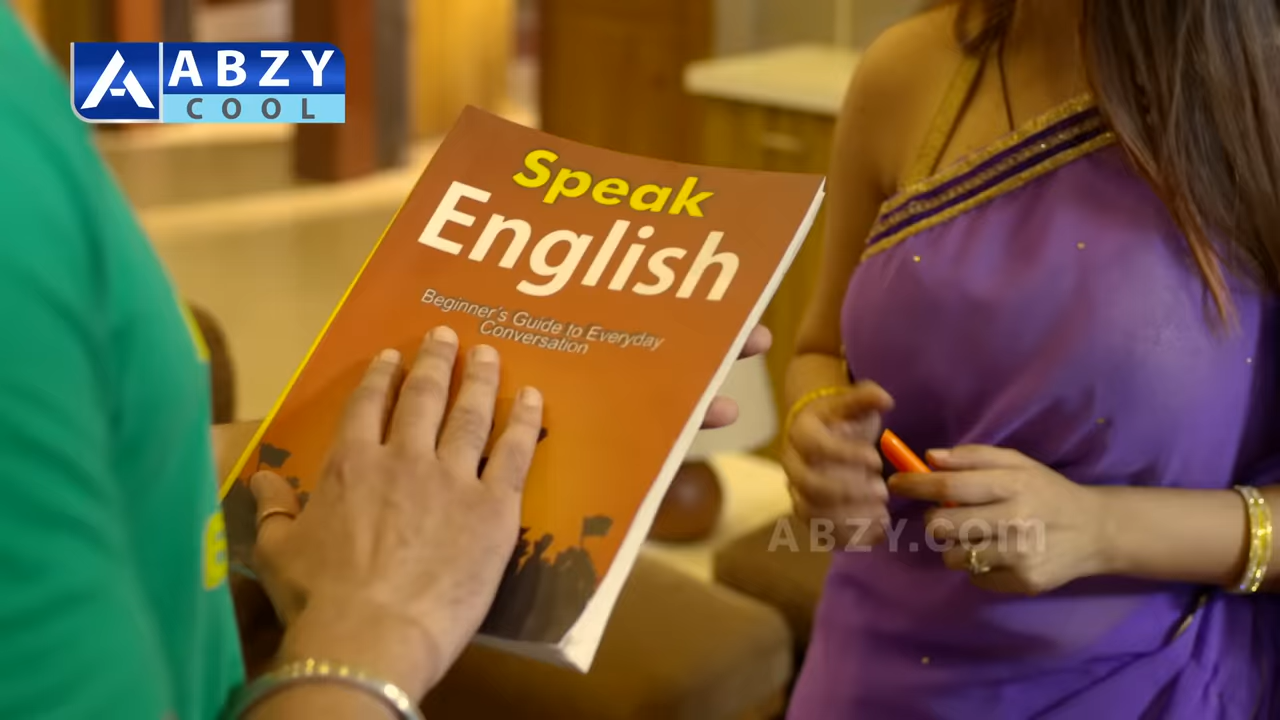 ABZY
COOL
Speak
English
Beginner's Guide to Everyday
Conversation
ABZY.com